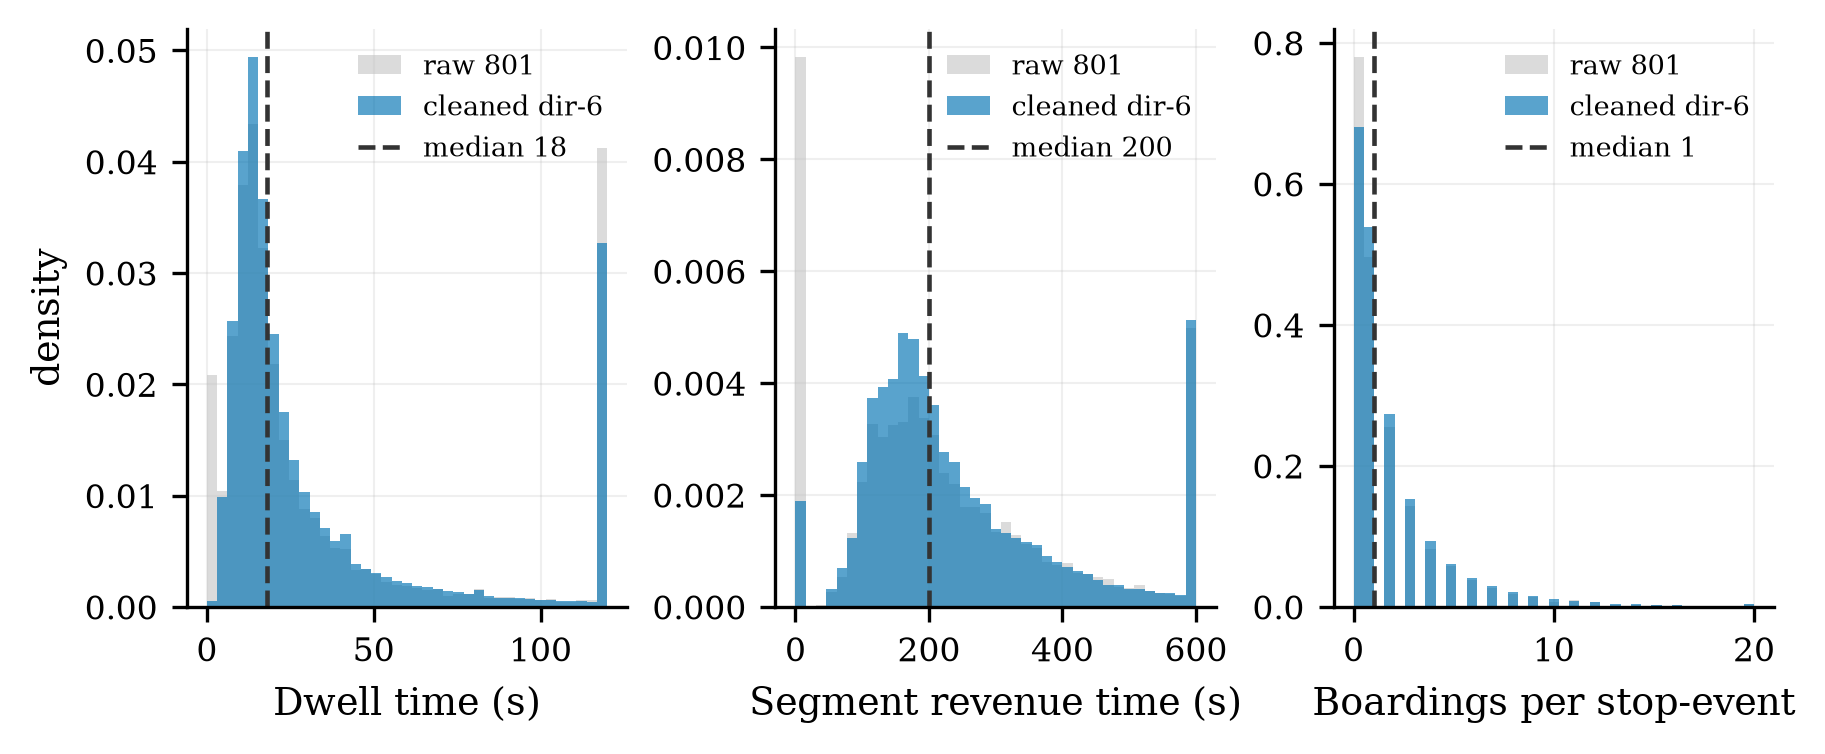 density
0.05
0.04
0.03
0.02
0.01
0.00
raw 801
cleaned dir-6
median 18
0 50 100
Dwell time (s)
0.010
0.008
0.006
0.004
0.002
0.000
raw 801
cleaned dir-6
median 200
0 200 400 600
Segment revenue time (s)
0.8
0.6
0.4
0.2
0.0
raw 801
cleaned dir-6
median 1
0 10 20
Boardings per stop-event